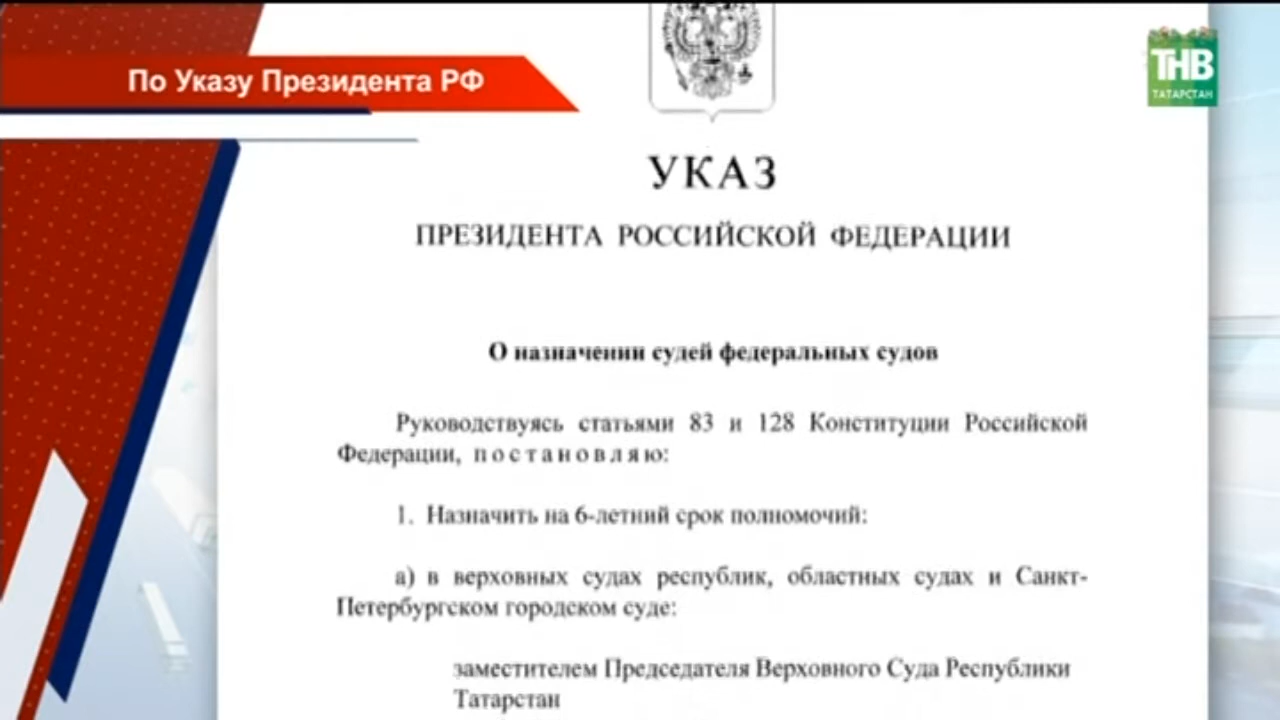 По Указу Президента РФ
ТНВ
ТАТАРСТАН
УКАЗ
ПРЕЗИДЕНТА РОССИЙСКОЙ ФЕДЕРАЦИИ
О назначении судей федеральных судов
Руководствуясь статьями 83 и 128 Конституции Российской
Федерации, п о с т а н о в л я ю:
1. Назначить на 6-летний срок полномочий:
а) в верховных судах республик, областных судах и Санкт-
Петербургском городском суде:
заместителем Председателя Верховного Суда Республики
Татарстан